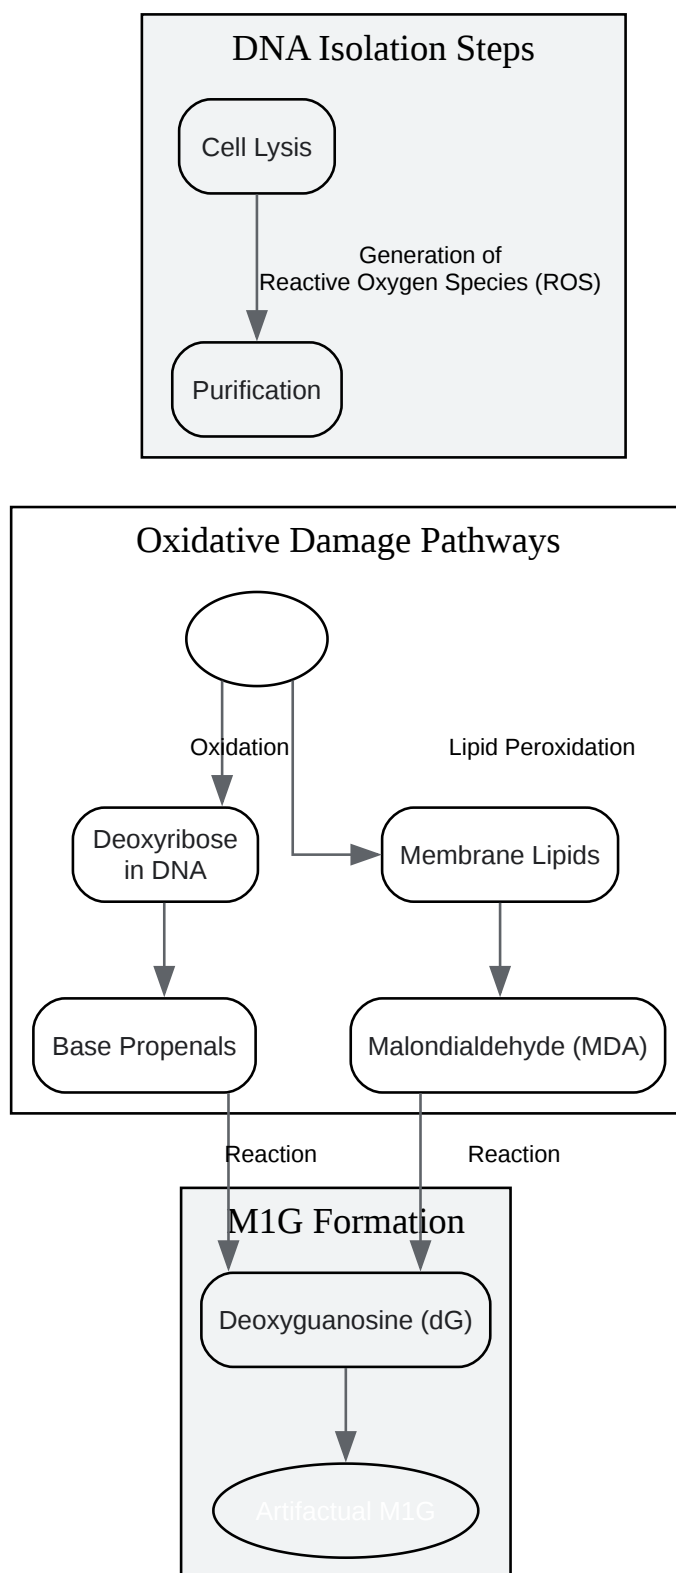 DNA Isolation Steps
Cell Lysis
Generation of
Reactive Oxygen Species (ROS)
Purification
Oxidative Damage Pathways
Oxidation
Lipid Peroxidation
Deoxyribose
in DNA
Membrane Lipids
Base Propenals
Malondialdehyde (MDA)
Reaction
Reaction
M1G Formation
Deoxyguanosine (dG)
Artifactual M1G